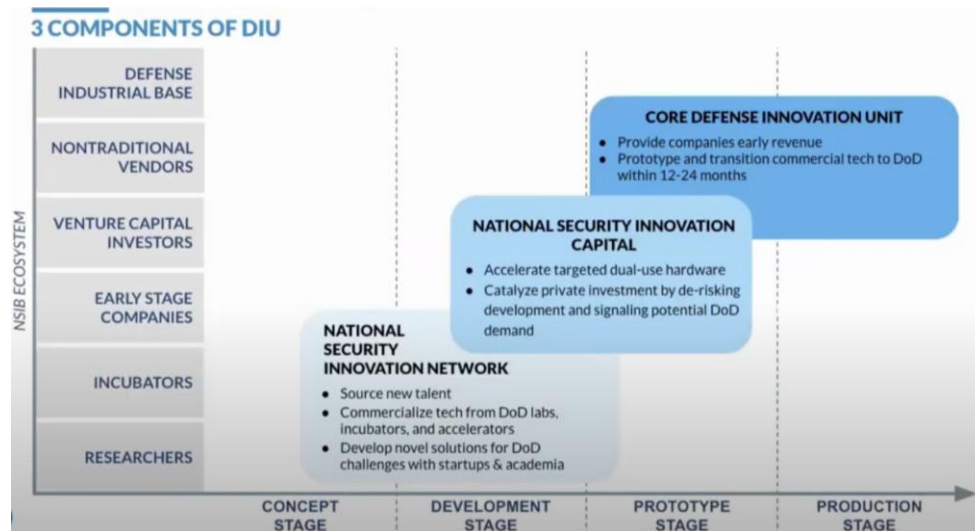 3 COMPONENTS OF DIU
NSIB ECOSYSTEM
DEFENSE
INDUSTRIAL BASE
NONTRADITIONAL
VENDORS
VENTURE CAPITAL
INVESTORS
EARLY STAGE
COMPANIES
INCUBATORS
RESEARCHERS
CORE DEFENSE INNOVATION UNIT
• Provide companies early revenue
• Prototype and transition commercial tech to DoD
within 12-24 months
NATIONAL SECURITY INNOVATION
CAPITAL
• Accelerate targeted dual-use hardware
• Catalyze private investment by de-risking
development and signaling potential DoD
demand
NATIONAL
SECURITY
INNOVATION NETWORK
• Source new talent
• Commercialize tech from DoD labs,
incubators, and accelerators
• Develop novel solutions for DoD
challenges with startups & academia
CONCEPT
STAGE
DEVELOPMENT
STAGE
PROTOTYPE
STAGE
PRODUCTION
STAGE